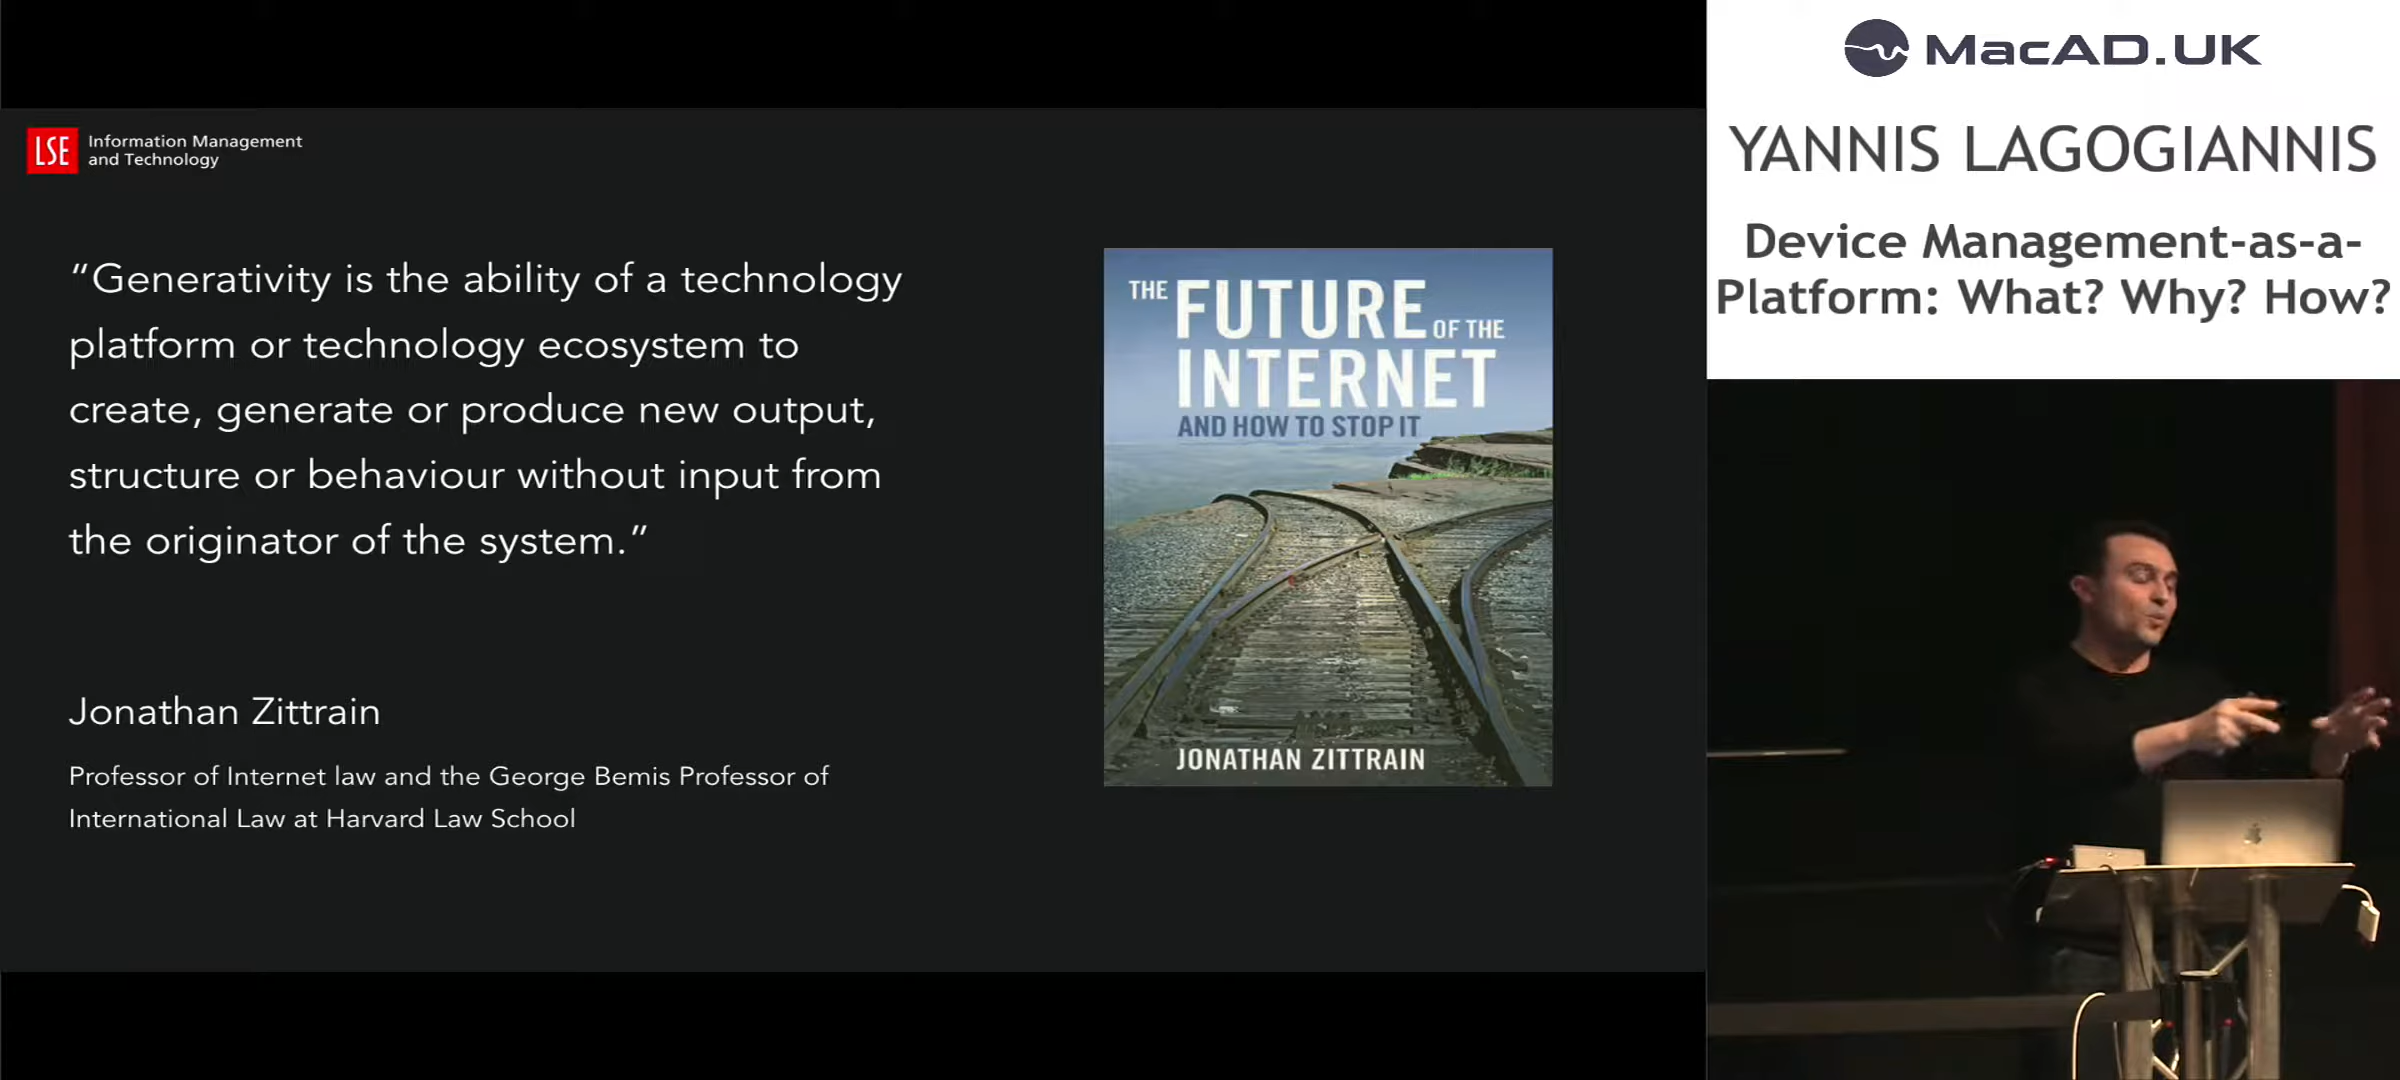 LSE
Information Management
and Technology
“Generativity is the ability of a technology
platform or technology ecosystem to
create, generate or produce new output,
structure or behaviour without input from
the originator of the system.”
Jonathan Zittrain
Professor of Internet law and the George Bemis Professor of
International Law at Harvard Law School
THE FUTURE OF THE
INTERNET
AND HOW TO STOP IT
JONATHAN ZITTRAIN
MacAD.UK
YANNIS LAGOGIANNIS
Device Management-as-a-
Platform: What? Why? How?